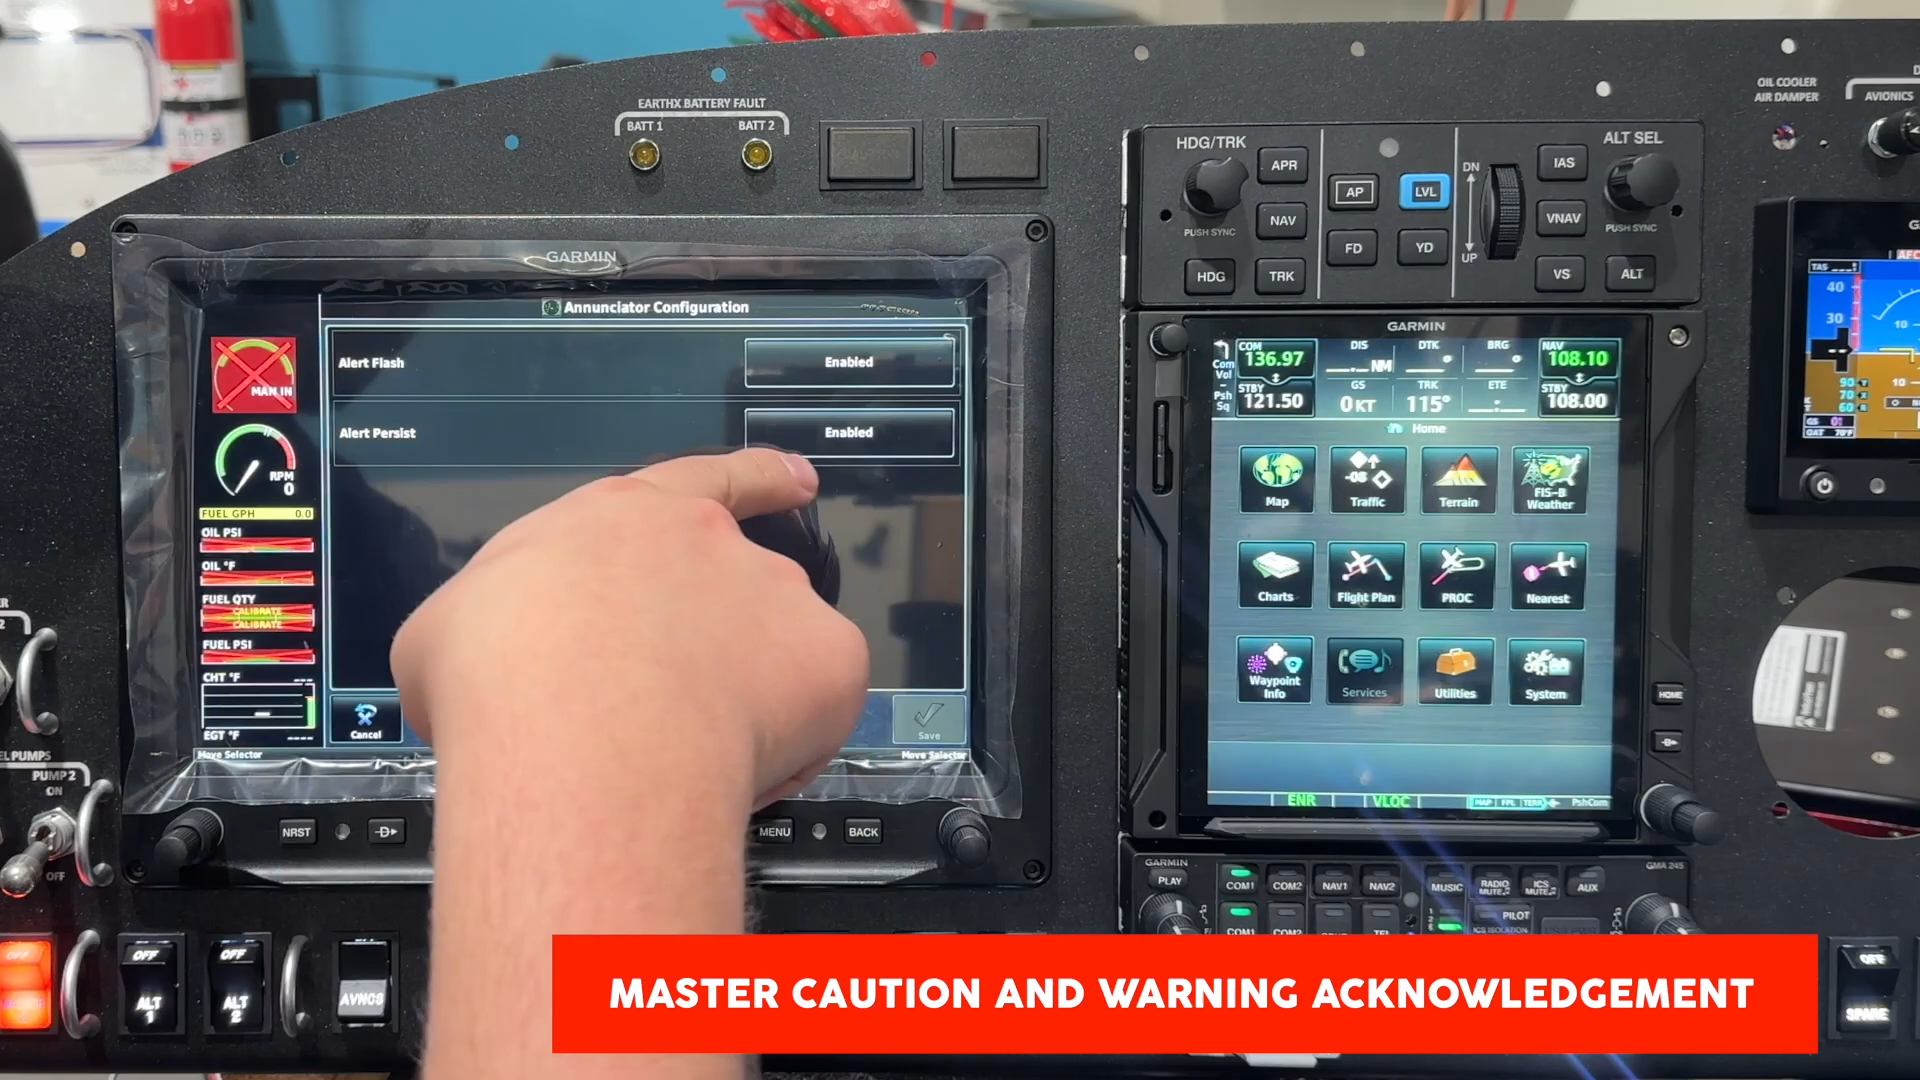 OIL COOLER
AIR DAMPER
AVIONICS
EARTHX BATTERY FAULT
BATT 1
BATT 2
HDG/TRK
PUSH SYNC
APR
NAV
HDG
TRK
AP
LVL
FD
YD
DN
UP
IAS
VNAV
VS
ALT
ALT SEL
PUSH SYNC
GARMIN
Annunciator Configuration
Alert Flash
Enabled
Alert Persist
Enabled
MAN IN
RPM
0
FUEL GPH 0.0
OIL PSI
OIL °F
FUEL QTY
CALIBRATE
CALIBRATE
FUEL PSI
CHT °F
EGT °F
Cancel
Save
Move Selector
Move Selector
NRST
MENU
BACK
GARMIN
Com
Vol
Psh
Sq
COM
136.97
STBY
121.50
DIS
NM
DTK
BRG
GS
0KT
TRK
115°
ETE
NAV
108.10
STBY
108.00
Home
Map
Traffic
Terrain
FIS-B
Weather
Charts
Flight Plan
PROC
Nearest
Waypoint
Info
Services
Utilities
System
ENR
VLOC
MAP FPL TERR
PshCom
HOME
TAS
40
30
10
10
90
70
60
GS
OAT 70°F
GARMIN
GMA 245
PLAY
COM1
COM2
NAV1
NAV2
MUSIC
RADIO
MUTE
ICS
MUTE
AUX
COM1
COM2
TEL
PILOT
ICS ISOLATION
PUMP 2
ON
OFF
OFF
OFF
ALT
1
OFF
ALT
2
AVNCS
OFF
SPARE
MASTER CAUTION AND WARNING ACKNOWLEDGEMENT